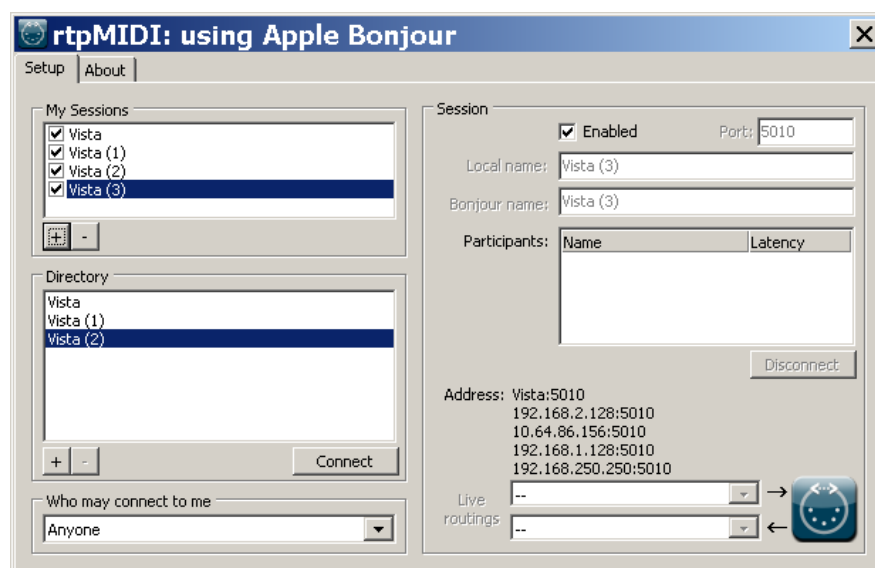 rtpMIDI: using Apple Bonjour
Setup
About
My Sessions
Vista
Vista (1)
Vista (2)
Vista (3)
+
-
Directory
Vista
Vista (1)
Vista (2)
+
-
Connect
Who may connect to me
Anyone
Session
Enabled
Port: 5010
Local name: Vista (3)
Bonjour name: Vista (3)
Participants: Name Latency
Disconnect
Address: Vista:5010
192.168.2.128:5010
10.64.86.156:5010
192.168.1.128:5010
192.168.250.250:5010
Live
routings
--
→
--
←